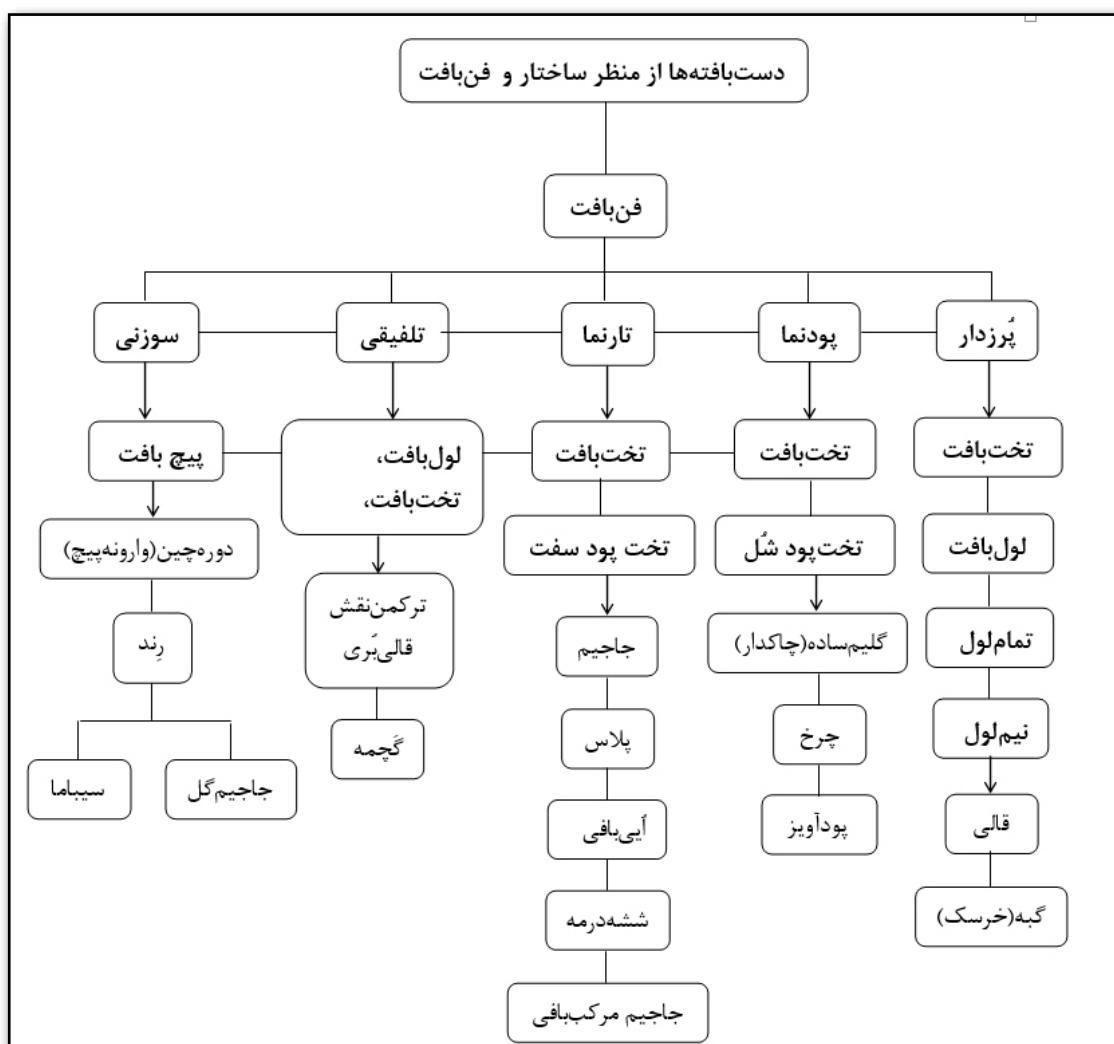 دست‌بافته‌ها از منظر ساختار و فن‌بافت
فن‌بافت
پُرزدار
پودنما
تارنما
تلفیقی
سوزنی
تخت‌بافت
تخت‌بافت
تخت‌بافت
لول‌بافت،
تخت‌بافت،
پیچ بافت
لول‌بافت
تخت‌پود شُل
تخت پود سفت
دوره‌چین(وارونه‌پیچ)
تمام‌لول
گلیم‌ساده(چاکدار)
جاجیم
ترکمن‌نقش
قالی‌بُری
رِند
نیم‌لول
چرخ
پلاس
گَچمه
جاجیم‌گل
سیباما
قالی
پودآویز
اُیی‌بافی
گبه(خرسک)
ششه‌درمه
جاجیم مرکب‌بافی